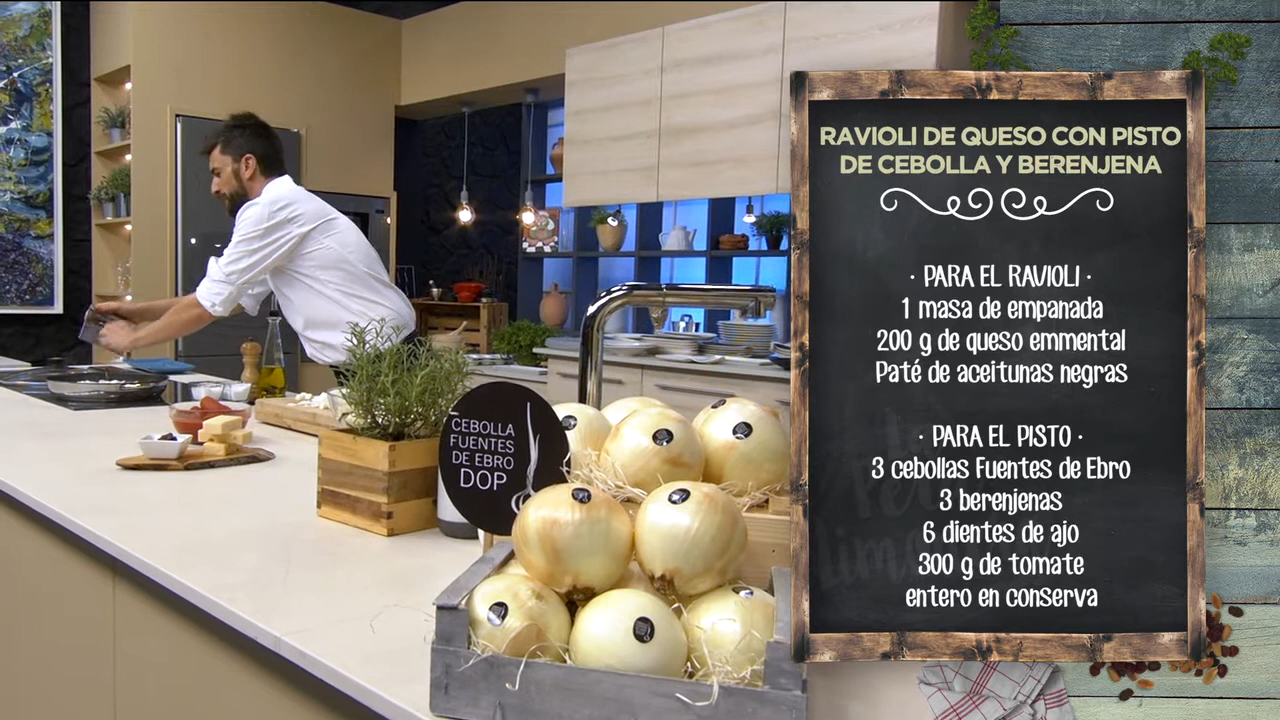 RAVIOLI DE QUESO CON PISTO
DE CEBOLLA Y BERENJENA
· PARA EL RAVIOLI ·
1 masa de empanada
200 g de queso emmental
Paté de aceitunas negras
· PARA EL PISTO ·
3 cebollas Fuentes de Ebro
3 berenjenas
6 dientes de ajo
300 g de tomate
entero en conserva
CEBOLLA
FUENTES
DE EBRO
DOP